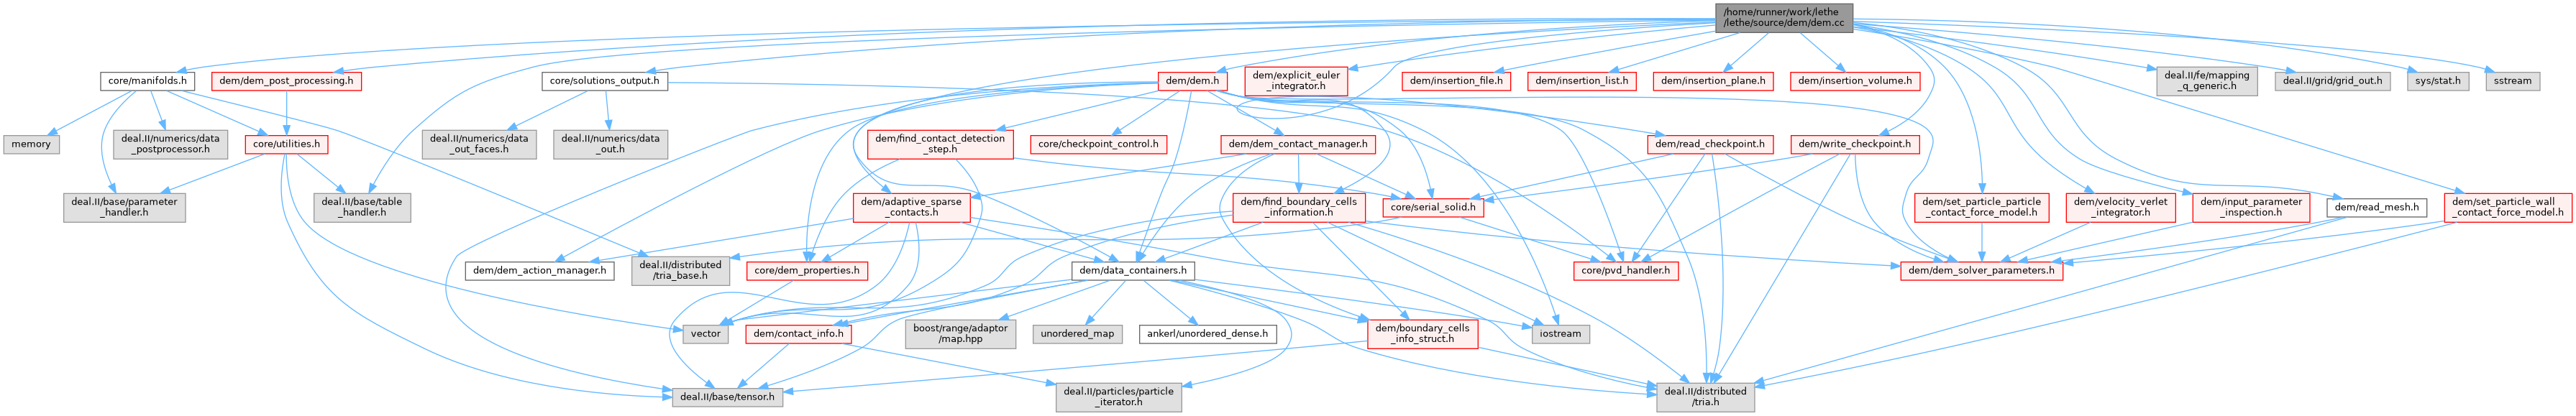 /home/runner/work/lethe
/lethe/source/dem/dem.cc
core/manifolds.h
dem/dem_post_processing.h
core/solutions_output.h
dem/dem.h
dem/explicit_euler
_integrator.h
dem/insertion_file.h
dem/insertion_list.h
dem/insertion_plane.h
dem/insertion_volume.h
deal.II/fe/mapping
_q_generic.h
deal.II/grid/grid_out.h
sys/stat.h
sstream
memory
deal.II/numerics/data
_postprocessor.h
core/utilities.h
deal.II/numerics/data
_out_faces.h
deal.II/numerics/data
_out.h
dem/find_contact_detection
_step.h
core/checkpoint_control.h
dem/dem_contact_manager.h
dem/read_checkpoint.h
dem/write_checkpoint.h
deal.II/base/parameter
_handler.h
deal.II/base/table
_handler.h
dem/adaptive_sparse
_contacts.h
dem/find_boundary_cells
_information.h
core/serial_solid.h
dem/set_particle_particle
_contact_force_model.h
dem/velocity_verlet
_integrator.h
dem/input_parameter
_inspection.h
dem/read_mesh.h
dem/set_particle_wall
_contact_force_model.h
dem/dem_action_manager.h
deal.II/distributed
/tria_base.h
core/dem_properties.h
dem/data_containers.h
core/pvd_handler.h
dem/dem_solver_parameters.h
vector
dem/contact_info.h
boost/range/adaptor
/map.hpp
unordered_map
ankerl/unordered_dense.h
dem/boundary_cells
_info_struct.h
iostream
deal.II/base/tensor.h
deal.II/particles/particle
_iterator.h
deal.II/distributed
/tria.h